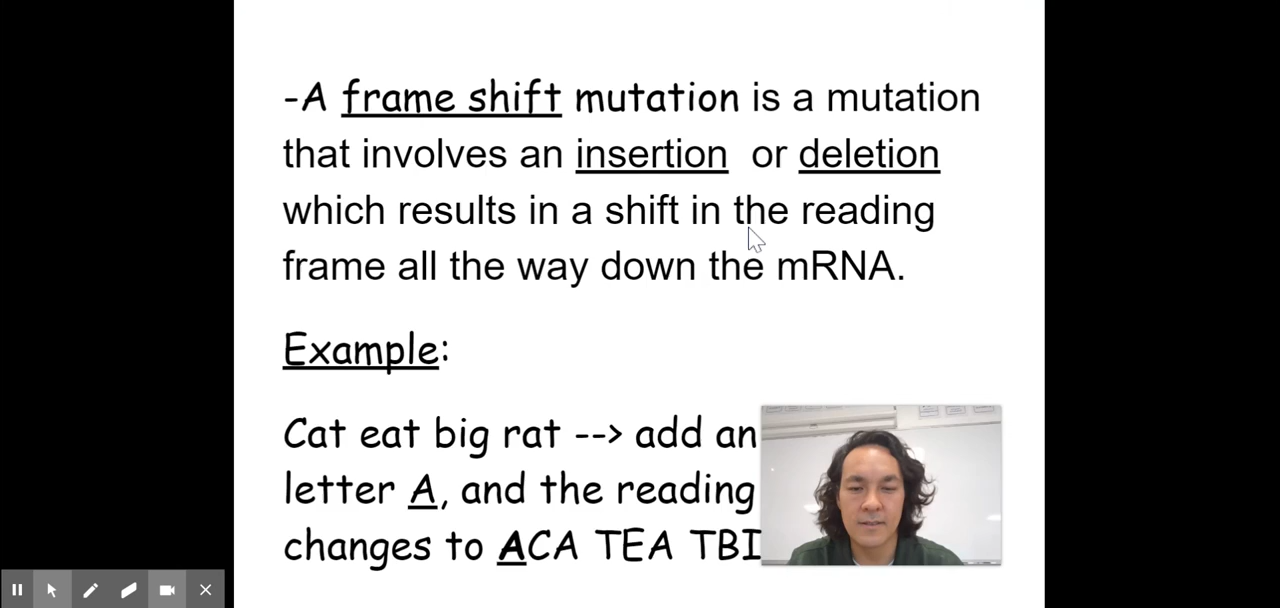 -A frame shift mutation is a mutation
that involves an insertion or deletion
which results in a shift in the reading
frame all the way down the mRNA.
Example:
Cat eat big rat --> add an
letter A, and the reading
changes to ACA TEA TBI